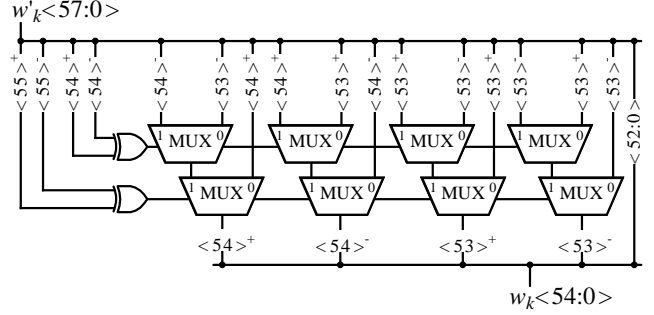 w'k<57:0>
<55>+
<55>-
<54>+
<54>-
<54>-
<53>-
<54>+
<54>+
<53>+
<54>-
<53>+
<53>-
<53>+
<53>-
<53>+
<53>-
<52:0>
1 MUX 0
1 MUX 0
1 MUX 0
1 MUX 0
1 MUX 0
1 MUX 0
1 MUX 0
1 MUX 0
<54>+
<54>-
<53>+
<53>-
wk<54:0>